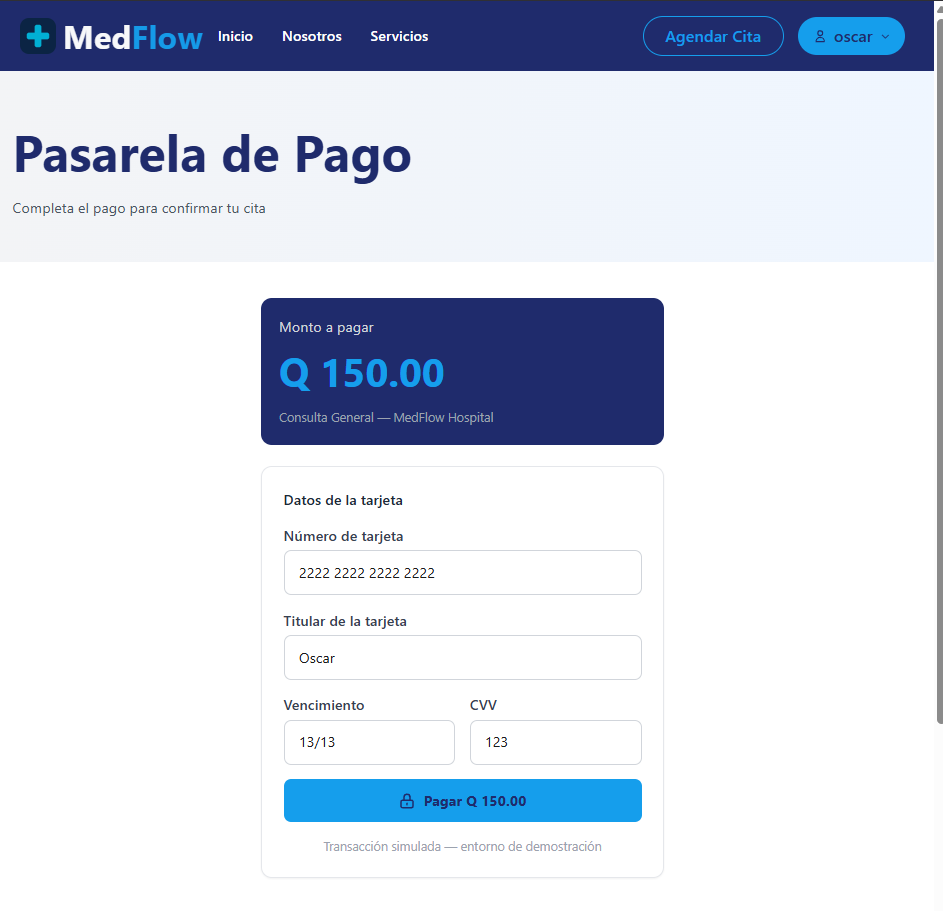 MedFlow Inicio Nosotros Servicios Agendar Cita oscar
Pasarela de Pago
Completa el pago para confirmar tu cita
Monto a pagar
Q 150.00
Consulta General — MedFlow Hospital
Datos de la tarjeta
Número de tarjeta
2222 2222 2222 2222
Titular de la tarjeta
Oscar
Vencimiento CVV
13/13 123
Pagar Q 150.00
Transacción simulada — entorno de demostración